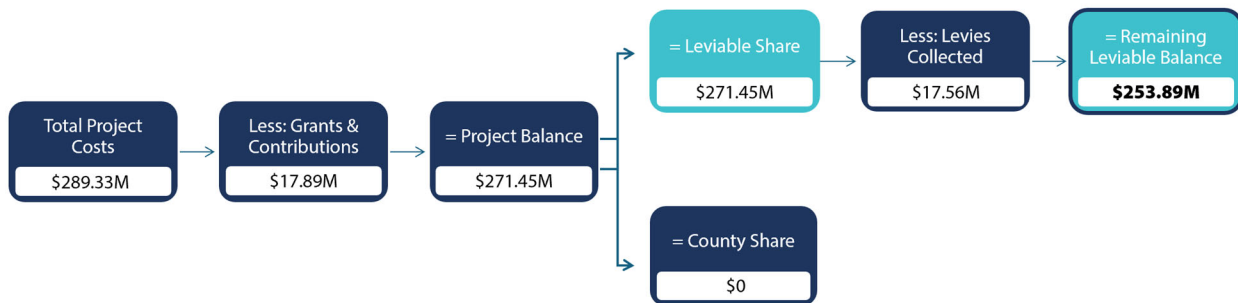 Total Project
Costs
$289.33M
Less: Grants &
Contributions
$17.89M
= Project Balance
$271.45M
= Leviable Share
$271.45M
Less: Levies
Collected
$17.56M
= Remaining
Leviable Balance
$253.89M
= County Share
$0